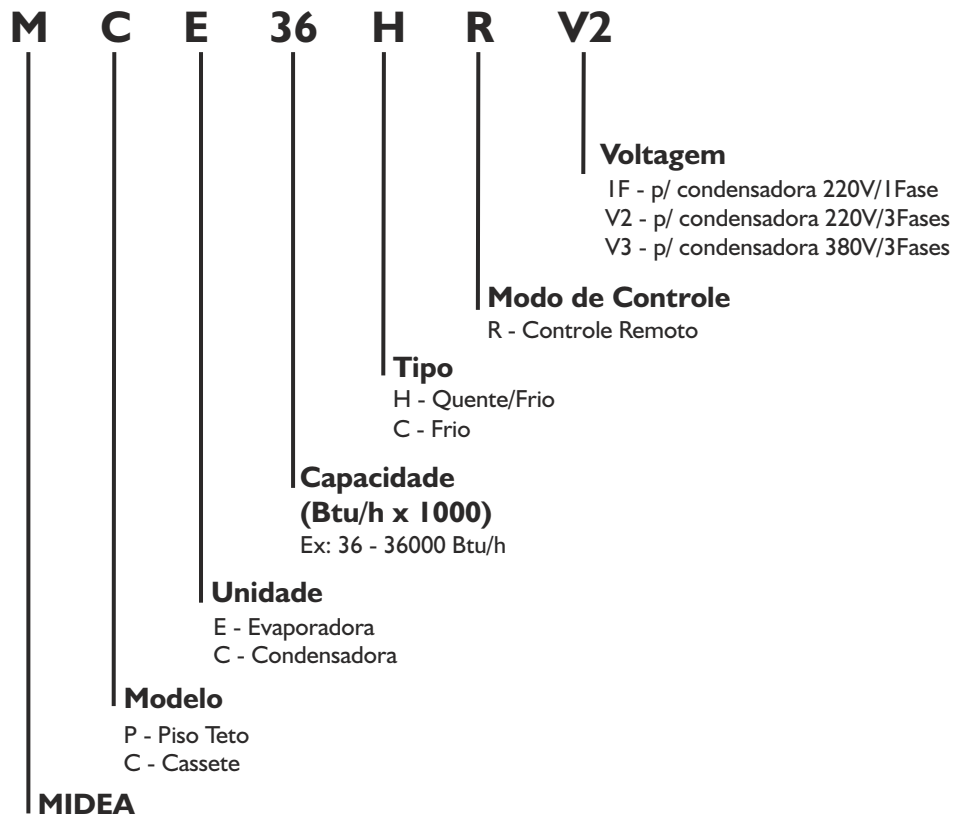 M C E 36 H R V2
Voltagem
1F - p/ condensadora 220V/1Fase
V2 - p/ condensadora 220V/3Fases
V3 - p/ condensadora 380V/3Fases
Modo de Controle
R - Controle Remoto
Tipo
H - Quente/Frio
C - Frio
Capacidade
(Btu/h x 1000)
Ex: 36 - 36000 Btu/h
Unidade
E - Evaporadora
C - Condensadora
Modelo
P - Piso Teto
C - Cassete
MIDEA